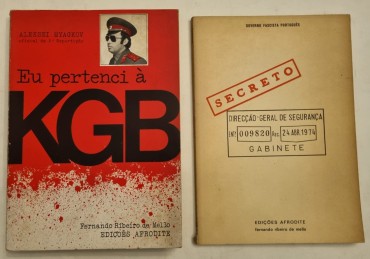 ALEKSEI MYAGKOV
Eu pertenci à
KGB
Fernando Ribeiro de Mello
EDIÇÕES AFRODITE
GOVERNO FASCISTA PORTUGUÊS
SECRETO
DIRECÇÃO-GERAL DE SEGURANÇA
Nº 009820 24 ABR. 1974
GABINETE
EDIÇÕES AFRODITE
fernando ribeiro de mello